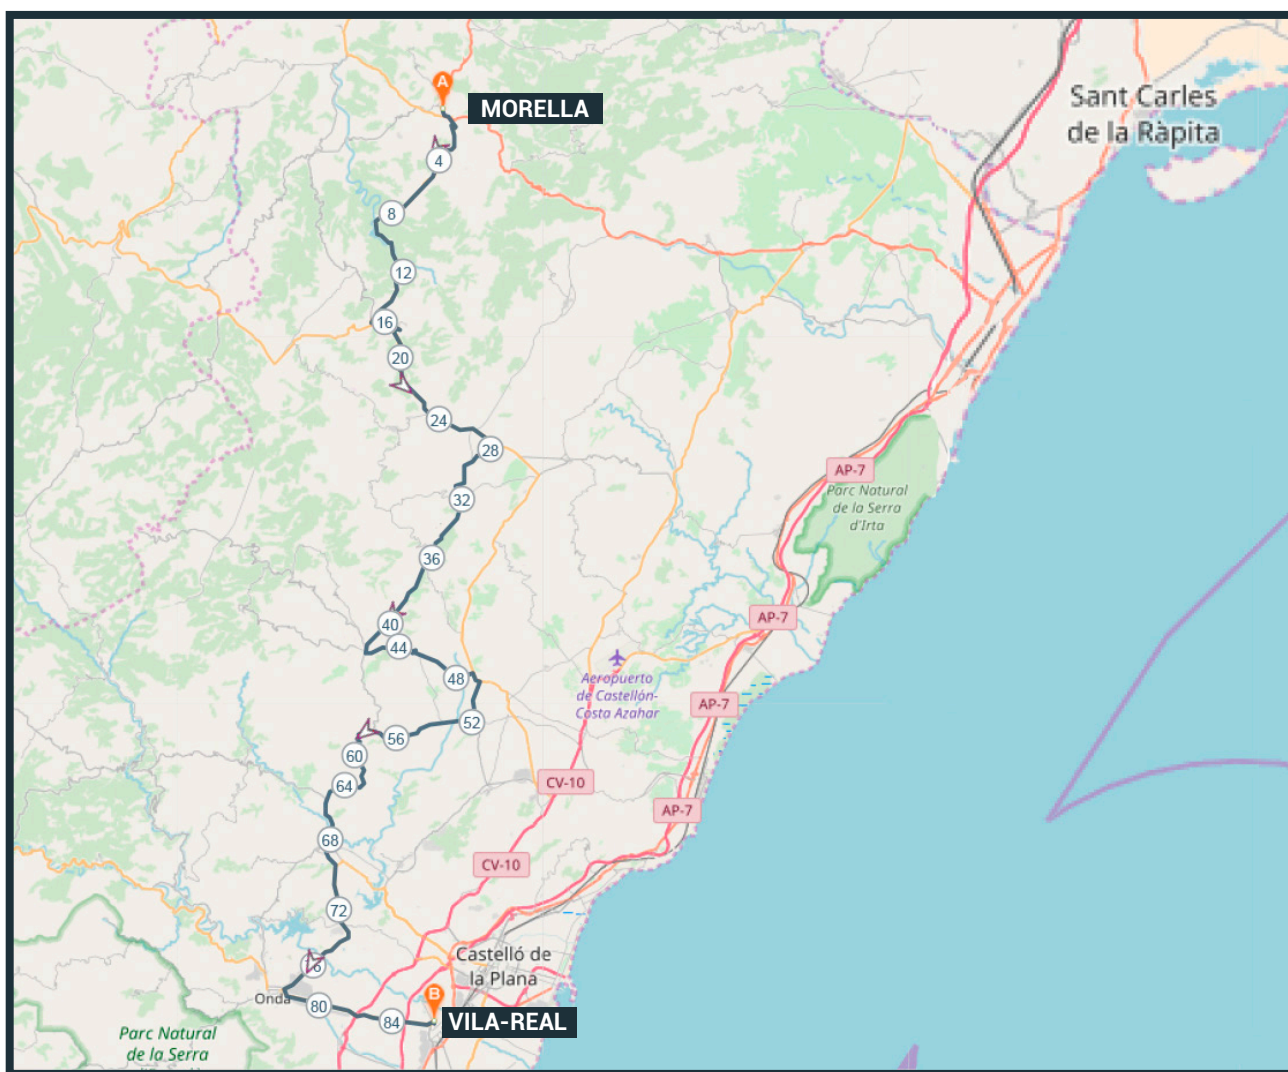 A
MORELLA
Sant Carles
de la Ràpita
4
8
12
16
20
24
28
32
36
40
44
48
52
56
60
64
68
72
76
80
84
AP-7
Parc Natural
de la Serra
d'Irta
AP-7
Aeropuerto
de Castellón-
Costa Azahar
AP-7
CV-10
AP-7
CV-10
Castelló de
la Plana
Onda
B
VILA-REAL
Parc Natural
de la Serra